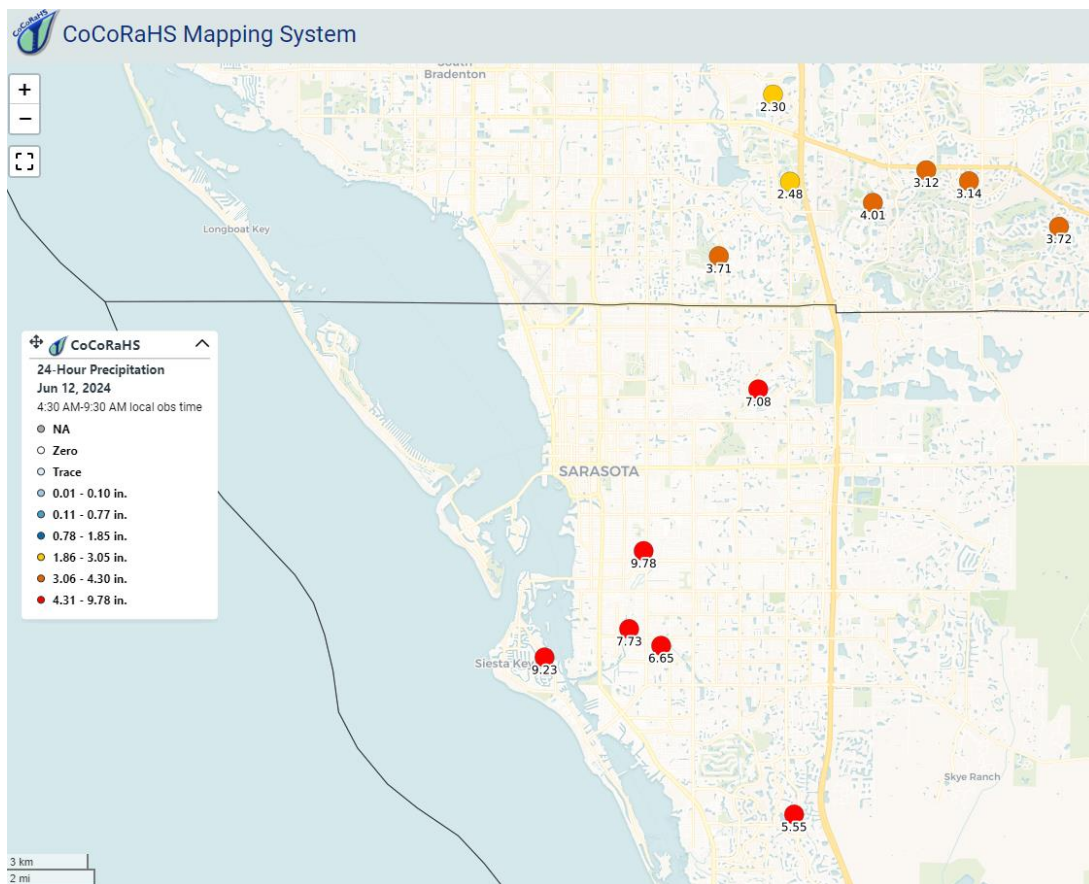 CoCoRaHS
CoCoRaHS Mapping System
South
Bradenton
+
−
2.30
3.12
3.14
2.48
4.01
Longboat Key
3.72
3.71
CoCoRaHS
24-Hour Precipitation
Jun 12, 2024
4:30 AM-9:30 AM local obs time
NA
Zero
Trace
0.01 - 0.10 in.
0.11 - 0.77 in.
0.78 - 1.85 in.
1.86 - 3.05 in.
3.06 - 4.30 in.
4.31 - 9.78 in.
7.08
SARASOTA
9.78
7.73
6.65
Siesta Key
9.23
Skye Ranch
5.55
3 km
2 mi